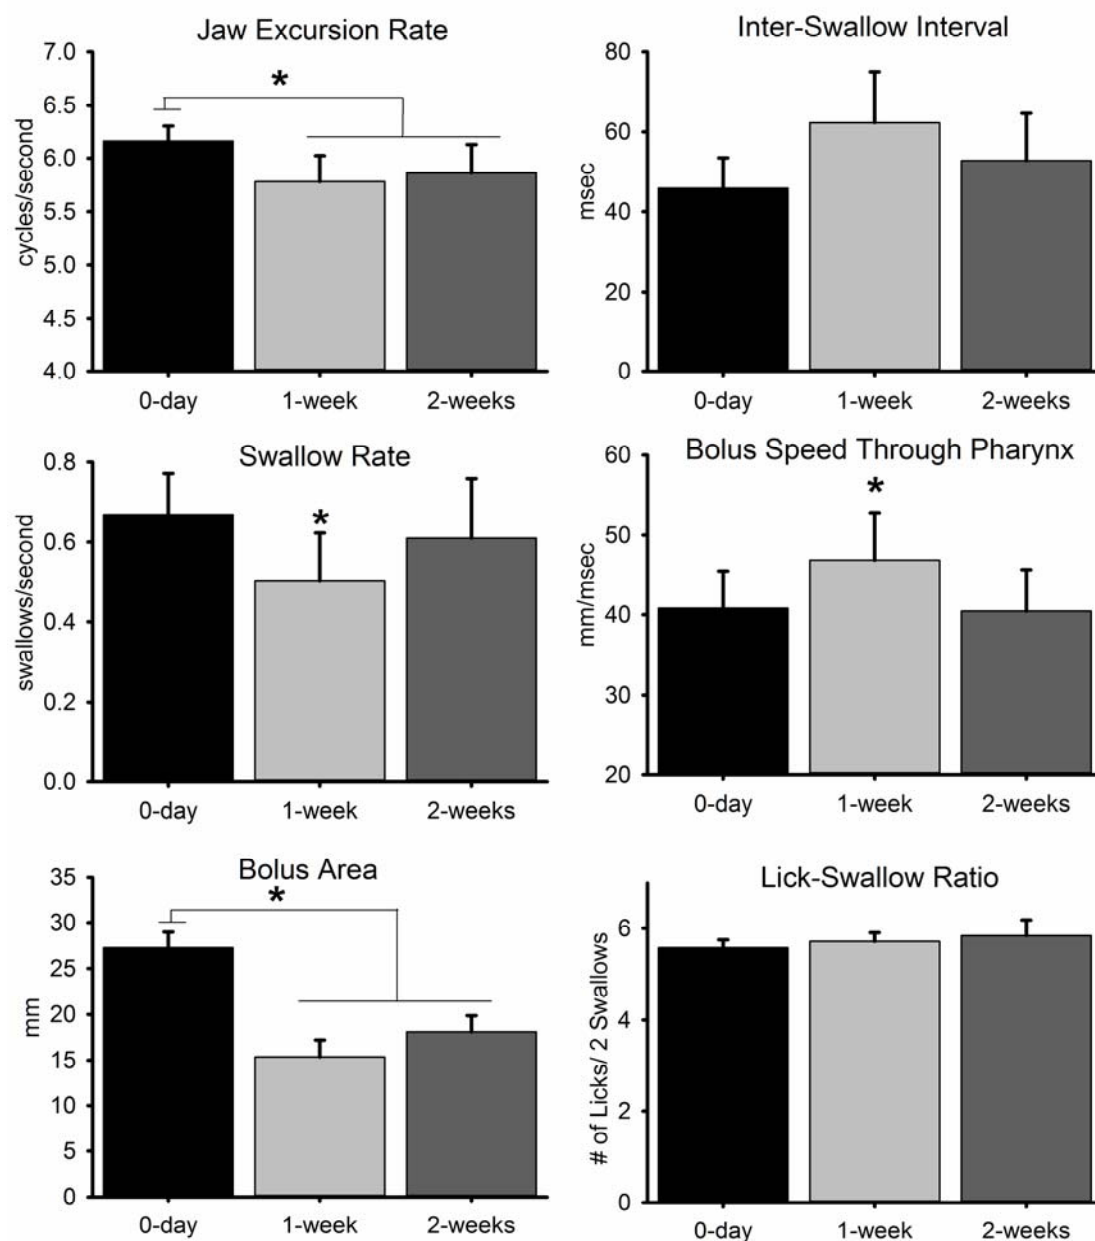 Jaw Excursion Rate
7.0
6.5
6.0
5.5
5.0
4.5
4.0
cycles/second
*
0-day 1-week 2-weeks
Inter-Swallow Interval
80
60
40
20
0
msec
0-day 1-week 2-weeks
Swallow Rate
0.8
0.6
0.4
0.2
0.0
swallows/second
*
0-day 1-week 2-weeks
Bolus Speed Through Pharynx
60
50
40
30
20
mm/msec
*
0-day 1-week 2-weeks
Bolus Area
35
30
25
20
15
10
5
0
mm
*
0-day 1-week 2-weeks
Lick-Swallow Ratio
6
4
2
0
# of Licks/ 2 Swallows
0-day 1-week 2-weeks